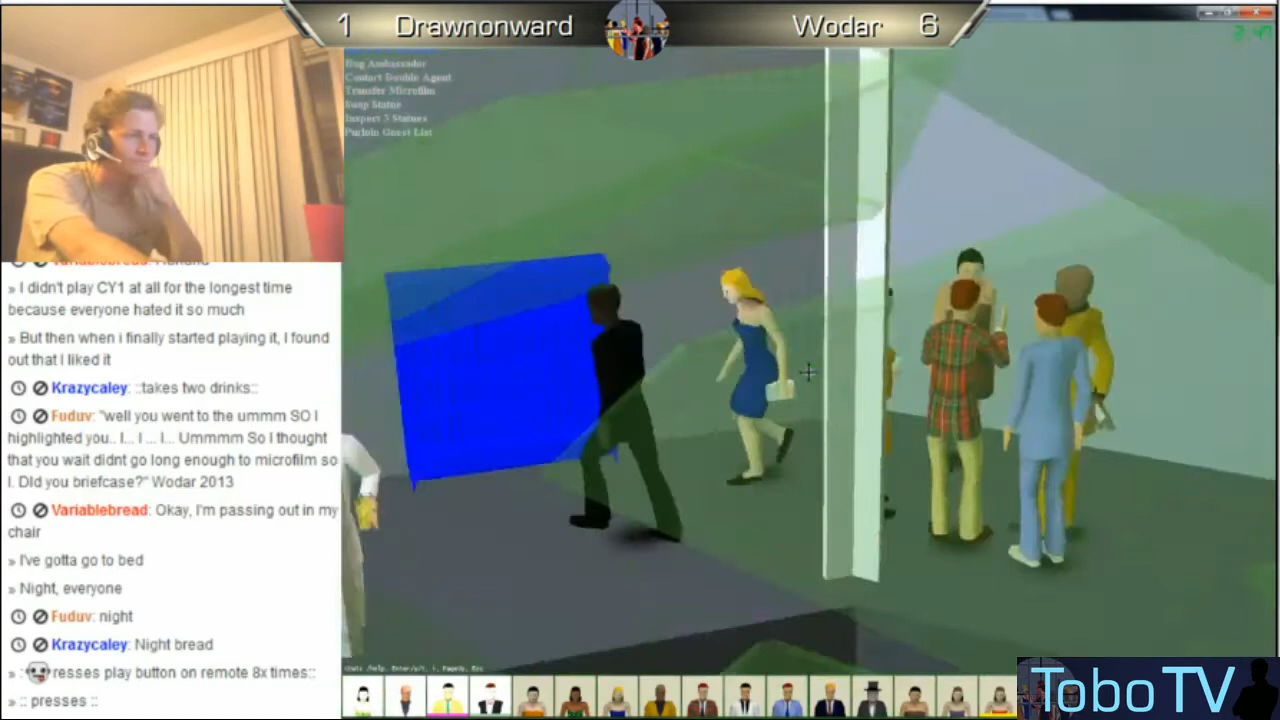 1 Drawnonward Wodar 6
Bug Ambassador
Contact Double Agent
Transfer Microfilm
Swap Statue
Inspect 3 Statues
Purloin Guest List
» I didn't play CY1 at all for the longest time
because everyone hated it so much
» But then when i finally started playing it, I found
out that I liked it
Krazycaley: ::takes two drinks::
Fuduv: "well you went to the ummm SO I
highlighted you.. I... I ... I... Ummmm So I thought
that you wait didnt go long enough to microfilm so
I. DId you briefcase?" Wodar 2013
Variablebread: Okay, I'm passing out in my
chair
» I've gotta go to bed
» Night, everyone
Fuduv: night
Krazycaley: Night bread
» : resses play button on remote 8x times::
» :: presses ::
ToboTV